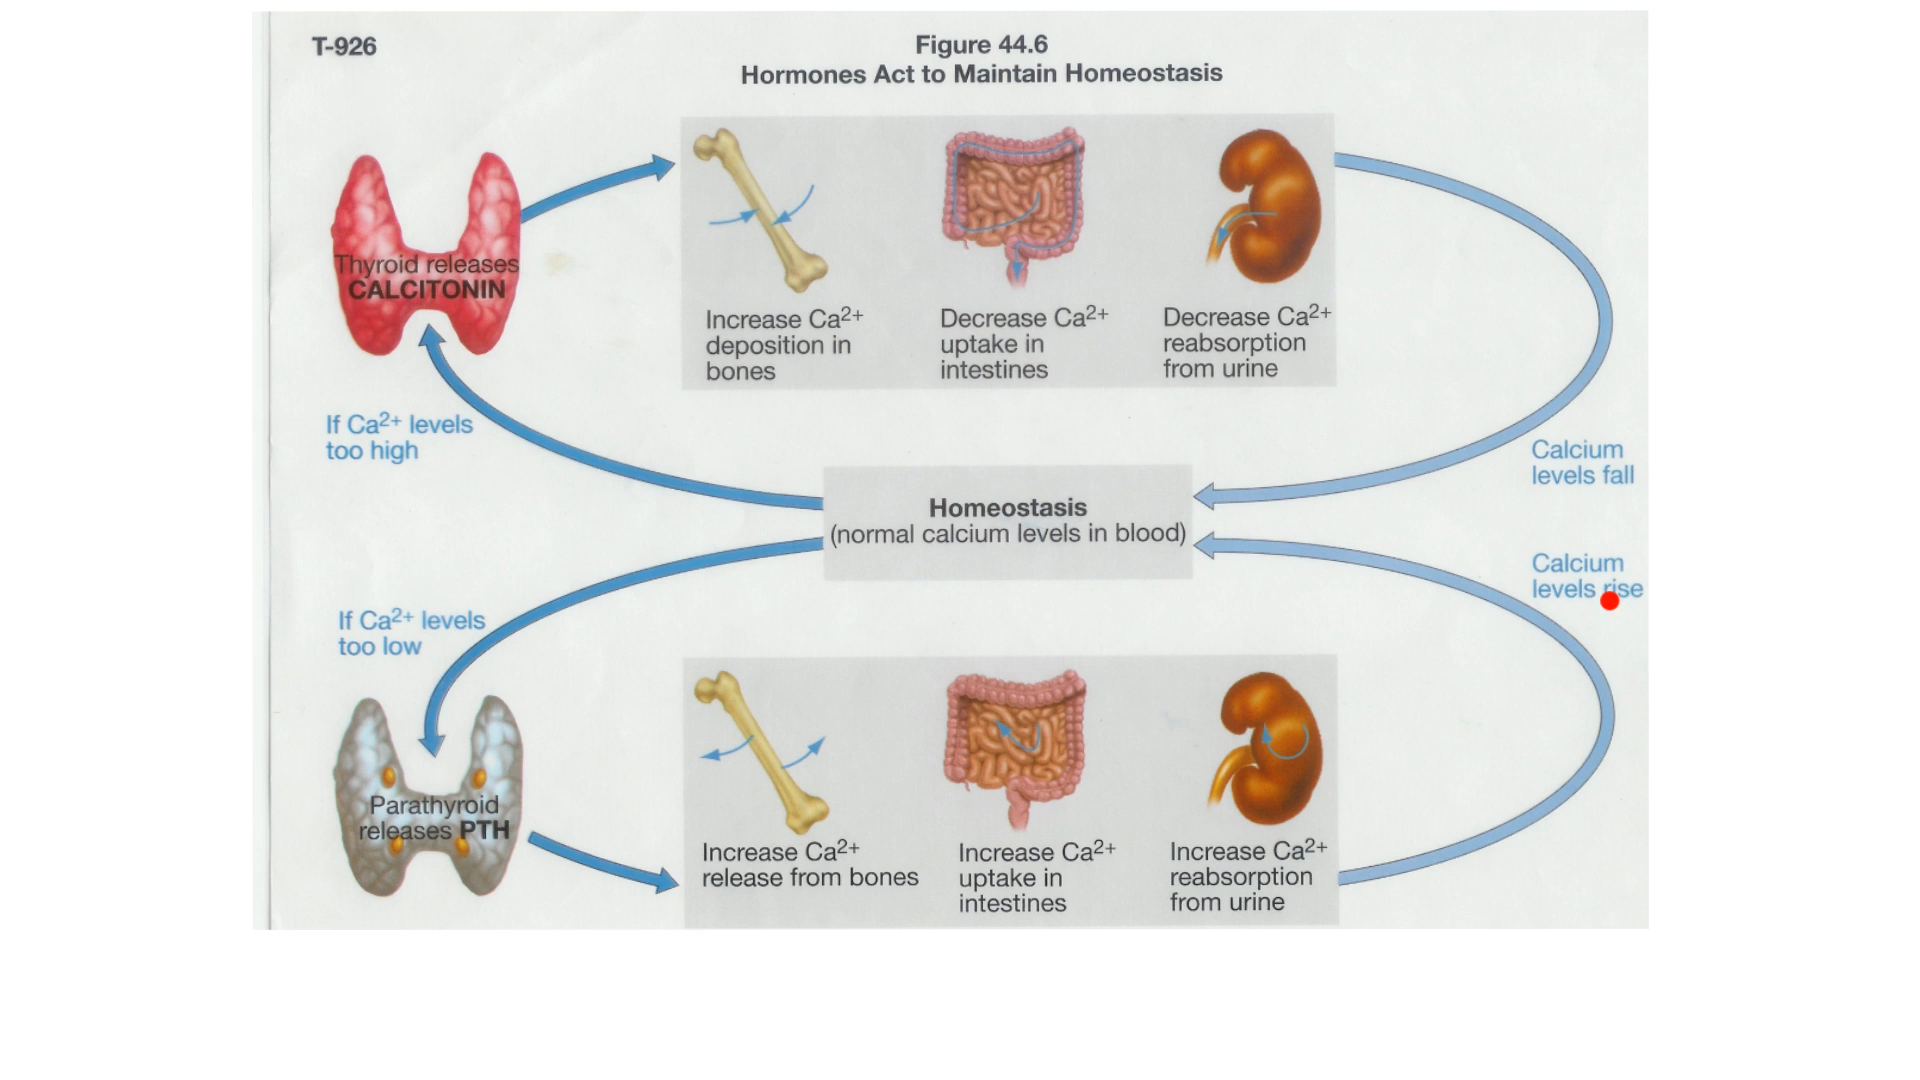 T-926
Figure 44.6
Hormones Act to Maintain Homeostasis
Thyroid releases
CALCITONIN
Increase Ca2+
deposition in
bones
Decrease Ca2+
uptake in
intestines
Decrease Ca2+
reabsorption
from urine
If Ca2+ levels
too high
Calcium
levels fall
Homeostasis
(normal calcium levels in blood)
Calcium
levels rise
If Ca2+ levels
too low
Parathyroid
releases PTH
Increase Ca2+
release from bones
Increase Ca2+
uptake in
intestines
Increase Ca2+
reabsorption
from urine